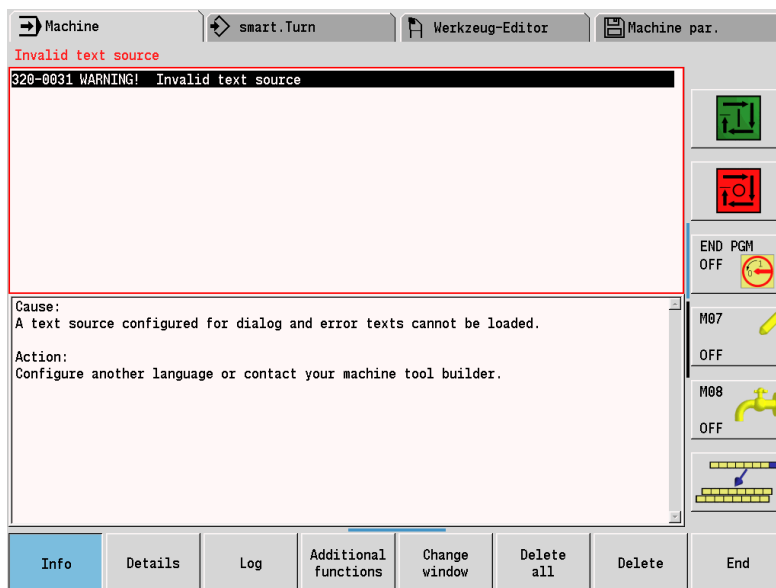 Machine
smart.Turn
Werkzeug-Editor
Machine par.
Invalid text source
320-0031 WARNING! Invalid text source
END PGM
OFF
M07
OFF
M08
OFF
Cause:
A text source configured for dialog and error texts cannot be loaded.
Action:
Configure another language or contact your machine tool builder.
Info
Details
Log
Additional
functions
Change
window
Delete
all
Delete
End